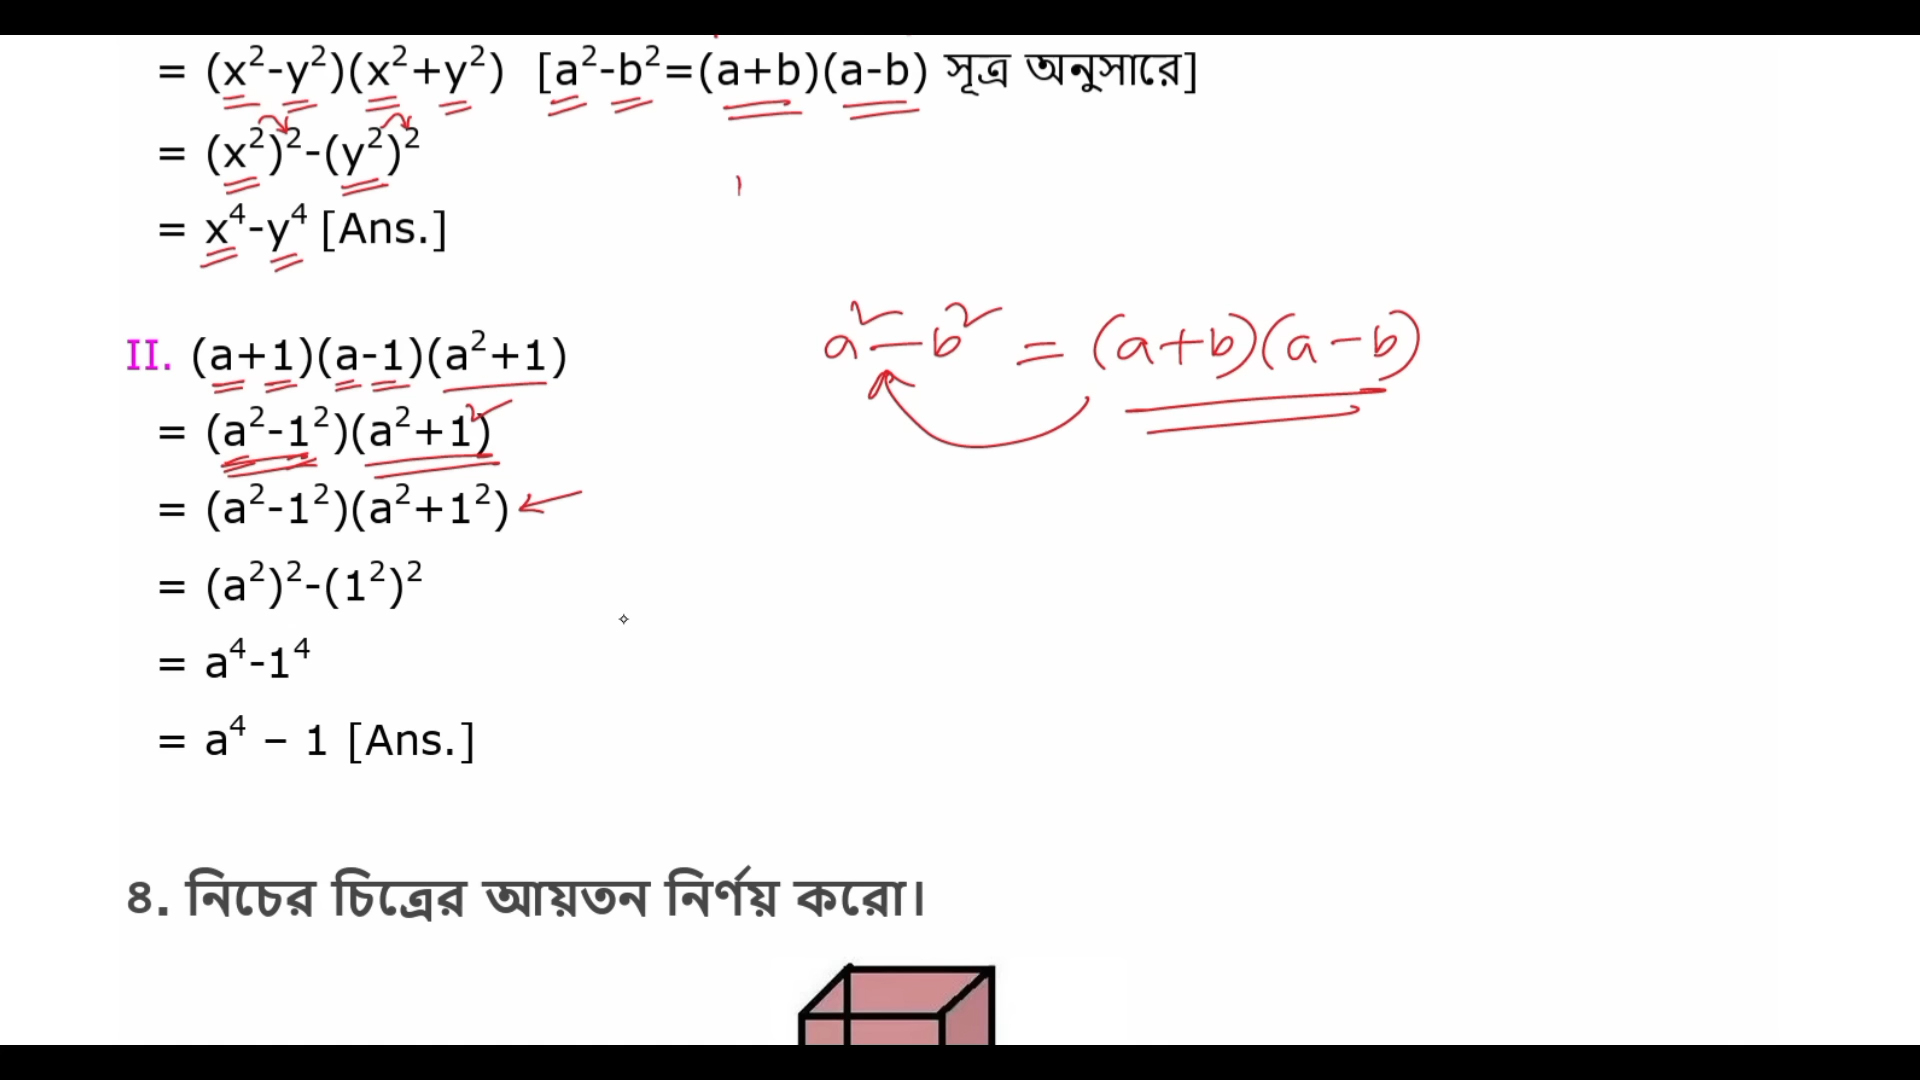 = (x²-y²)(x²+y²) [a²-b²=(a+b)(a-b) সূত্র অনুসারে]
= (x²)²-(y²)²
= x⁴-y⁴ [Ans.]
II. (a+1)(a-1)(a²+1)
a²-b² = (a+b)(a-b)
= (a²-1²)(a²+1²)
= (a²-1²)(a²+1²)
= (a²)²-(1²)²
= a⁴-1⁴
= a⁴ – 1 [Ans.]
৪. নিচের চিত্রের আয়তন নির্ণয় করো।